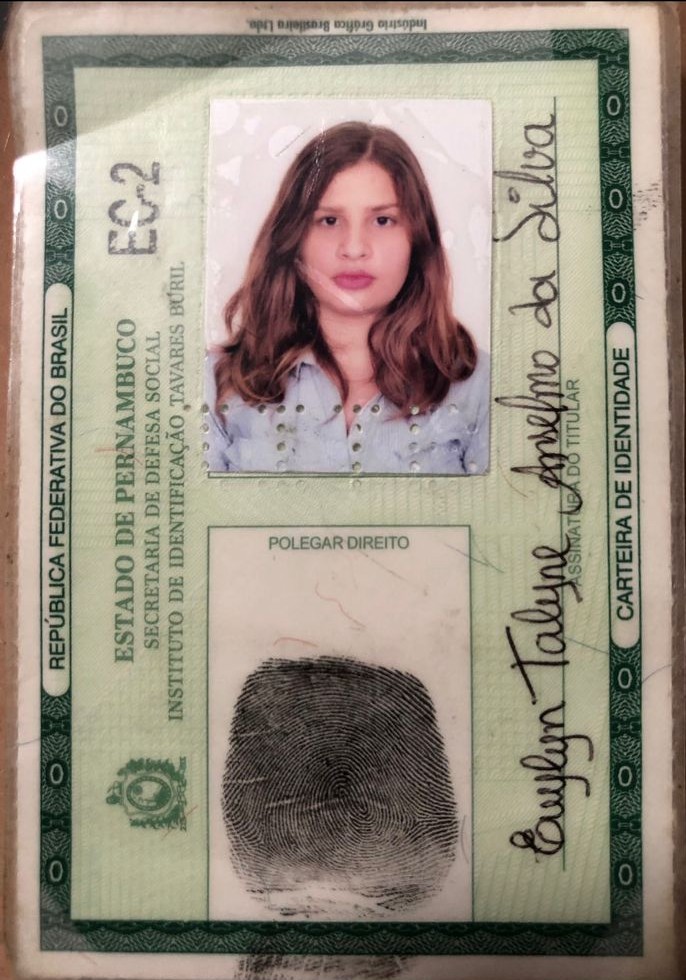 REPÚBLICA FEDERATIVA DO BRASIL
ESTADO DE PERNAMBUCO
SECRETARIA DE DEFESA SOCIAL
INSTITUTO DE IDENTIFICAÇÃO TAVARES BURIL
EC-2
POLEGAR DIREITO
Talyne Anselmo da Silva
ASSINATURA DO TITULAR
CARTEIRA DE IDENTIDADE
Indústria Gráfica Brasileira Ltda.